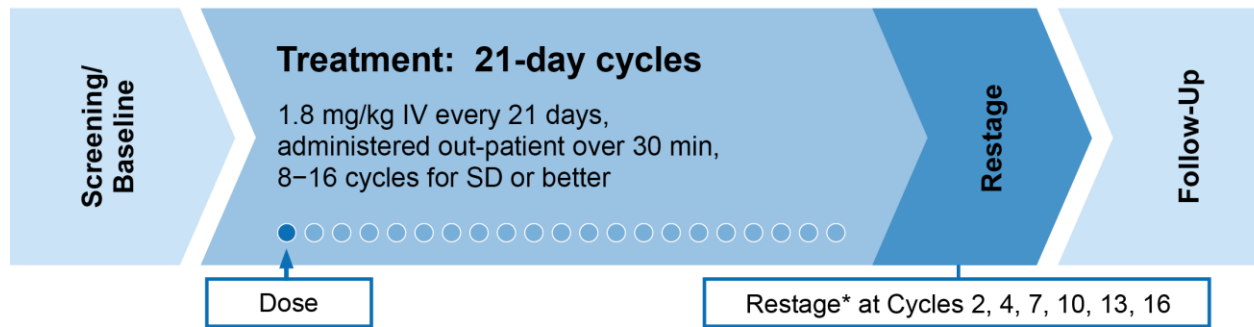 Screening/
Baseline
Treatment: 21-day cycles
1.8 mg/kg IV every 21 days,
administered out-patient over 30 min,
8−16 cycles for SD or better
Dose
Restage
Restage* at Cycles 2, 4, 7, 10, 13, 16
Follow-Up